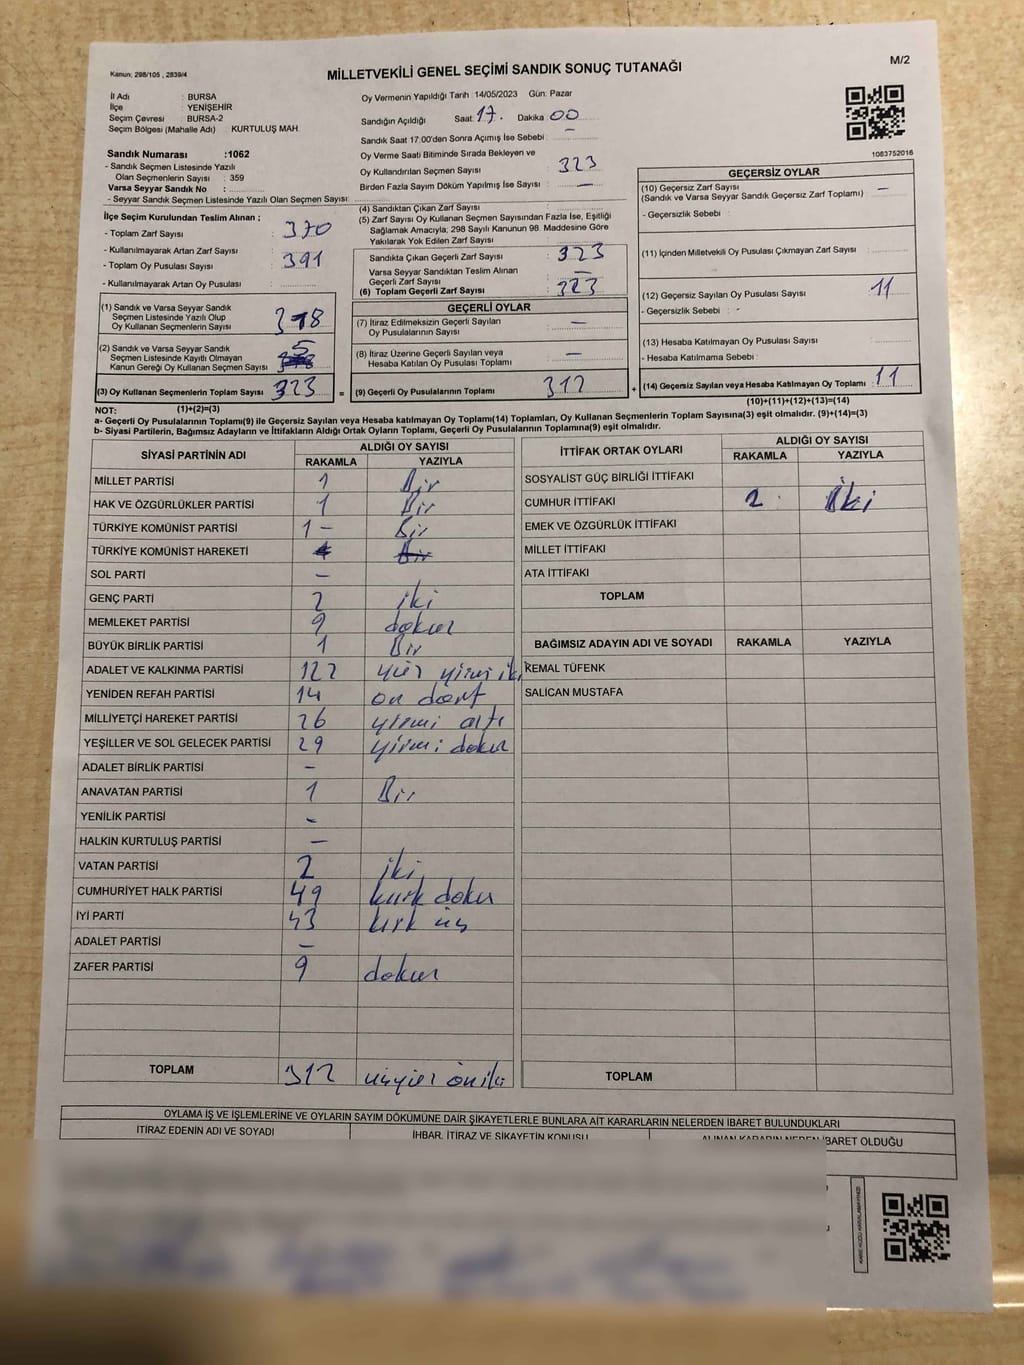 Kanun: 298/105 , 2839/4
MİLLETVEKİLİ GENEL SEÇİMİ SANDIK SONUÇ TUTANAĞI
M/2
İl Adı : BURSA
İlçe : YENİŞEHİR
Seçim Çevresi : BURSA-2
Seçim Bölgesi (Mahalle Adı) : KURTULUŞ MAH.
Sandık Numarası :1062
- Sandık Seçmen Listesinde Yazılı
Olan Seçmenlerin Sayısı : 359
Varsa Seyyar Sandık No :
- Seyyar Sandık Seçmen Listesinde Yazılı Olan Seçmen Sayısı:
Oy Vermenin Yapıldığı Tarih :14/05/2023 Gün: Pazar
Sandığın Açıldığı Saat: 17. Dakika 00
Sandık Saat 17:00'den Sonra Açımış İse Sebebi : –
Oy Verme Saati Bitiminde Sırada Bekleyen ve
Oy Kullandırılan Seçmen Sayısı : 323
Birden Fazla Sayım Döküm Yapılmış İse Sayısı : –
1063752016
İlçe Seçim Kurulundan Teslim Alınan ;
- Toplam Zarf Sayısı : 370
- Kullanılmayarak Artan Zarf Sayısı :
- Toplam Oy Pusulası Sayısı : 391
- Kullanılmayarak Artan Oy Pusulası :
(4) Sandıktan Çıkan Zarf Sayısı :
(5) Zarf Sayısı Oy Kullanan Seçmen Sayısından Fazla İse, Eşitliği
Sağlamak Amacıyla; 298 Sayılı Kanunun 98. Maddesine Göre
Yakılarak Yok Edilen Zarf Sayısı :
Sandıkta Çıkan Geçerli Zarf Sayısı : 323
Varsa Seyyar Sandıktan Teslim Alınan
Geçerli Zarf Sayısı : –
(6) Toplam Geçerli Zarf Sayısı : 323
GEÇERSİZ OYLAR
(10) Geçersiz Zarf Sayısı : –
(Sandık ve Varsa Seyyar Sandık Geçersiz Zarf Toplamı)
- Geçersizlik Sebebi :
(11) İçinden Milletvekili Oy Pusulası Çıkmayan Zarf Sayısı :
(12) Geçersiz Sayılan Oy Pusulası Sayısı : 11
- Geçersizlik Sebebi : -
(13) Hesaba Katılmayan Oy Pusulası Sayısı :
- Hesaba Katılmama Sebebi :
(14) Geçersiz Sayılan veya Hesaba Katılmayan Oy Toplamı : 11
(10)+(11)+(12)+(13)=(14)
(1) Sandık ve Varsa Seyyar Sandık
Seçmen Listesinde Yazılı Olup
Oy Kullanan Seçmenlerin Sayısı : 318
(2) Sandık ve Varsa Seyyar Sandık
Seçmen Listesinde Kayıtlı Olmayan
Kanun Gereği Oy Kullanan Seçmen Sayısı : 5
(3) Oy Kullanan Seçmenlerin Toplam Sayısı : 323
(1)+(2)=(3)
GEÇERLİ OYLAR
(7) İtiraz Edilmeksizin Geçerli Sayılan
Oy Pusulalarının Sayısı : –
(8) İtiraz Üzerine Geçerli Sayılan veya
Hesaba Katılan Oy Pusulası Toplamı : –
= (9) Geçerli Oy Pusulalarının Toplamı : 312 +
NOT:
a- Geçerli Oy Pusulalarının Toplamı(9) ile Geçersiz Sayılan veya Hesaba katılmayan Oy Toplamı(14) Toplamları, Oy Kullanan Seçmenlerin Toplam Sayısına(3) eşit olmalıdır. (9)+(14)=(3)
b- Siyasi Partilerin, Bağımsız Adayların ve İttifakların Aldığı Ortak Oyların Toplamı, Geçerli Oy Pusulalarının Toplamına(9) eşit olmalıdır.
SİYASİ PARTİNİN ADI ALDIĞI OY SAYISI
RAKAMLA YAZIYLA
MİLLET PARTİSİ 1 Bir
HAK VE ÖZGÜRLÜKLER PARTİSİ 1 Bir
TÜRKİYE KOMÜNİST PARTİSİ 1 – Bir
TÜRKİYE KOMÜNİST HAREKETİ
SOL PARTİ –
GENÇ PARTİ 2 iki
MEMLEKET PARTİSİ 9 dokuz
BÜYÜK BİRLİK PARTİSİ 1 Bir
ADALET VE KALKINMA PARTİSİ 122 yüz yirmi iki
YENİDEN REFAH PARTİSİ 14 on dört
MİLLİYETÇİ HAREKET PARTİSİ 26 yirmi altı
YEŞİLLER VE SOL GELECEK PARTİSİ 29 yirmi dokuz
ADALET BİRLİK PARTİSİ –
ANAVATAN PARTİSİ 1 Bir
YENİLİK PARTİSİ -
HALKIN KURTULUŞ PARTİSİ –
VATAN PARTİSİ 2 iki
CUMHURİYET HALK PARTİSİ 49 kırk dokuz
İYİ PARTİ 43 kırk üç
ADALET PARTİSİ –
ZAFER PARTİSİ 9 dokuz
TOPLAM 312 üçyüz oniki
İTTİFAK ORTAK OYLARI ALDIĞI OY SAYISI
RAKAMLA YAZIYLA
SOSYALİST GÜÇ BİRLİĞİ İTTİFAKI
CUMHUR İTTİFAKI 2 İki
EMEK VE ÖZGÜRLÜK İTTİFAKI
MİLLET İTTİFAKI
ATA İTTİFAKI
TOPLAM
BAĞIMSIZ ADAYIN ADI VE SOYADI RAKAMLA YAZIYLA
KEMAL TÜFENK
SALİCAN MUSTAFA
TOPLAM
OYLAMA İŞ VE İŞLEMLERİNE VE OYLARIN SAYIM DÖKÜMÜNE DAİR ŞİKAYETLERLE BUNLARA AİT KARARLARIN NELERDEN İBARET BULUNDUKLARI
İTİRAZ EDENİN ADI VE SOYADI İHBAR, İTİRAZ VE ŞİKAYETİN KONUSU ALINAN KARARIN NEDEN İBARET OLDUĞU